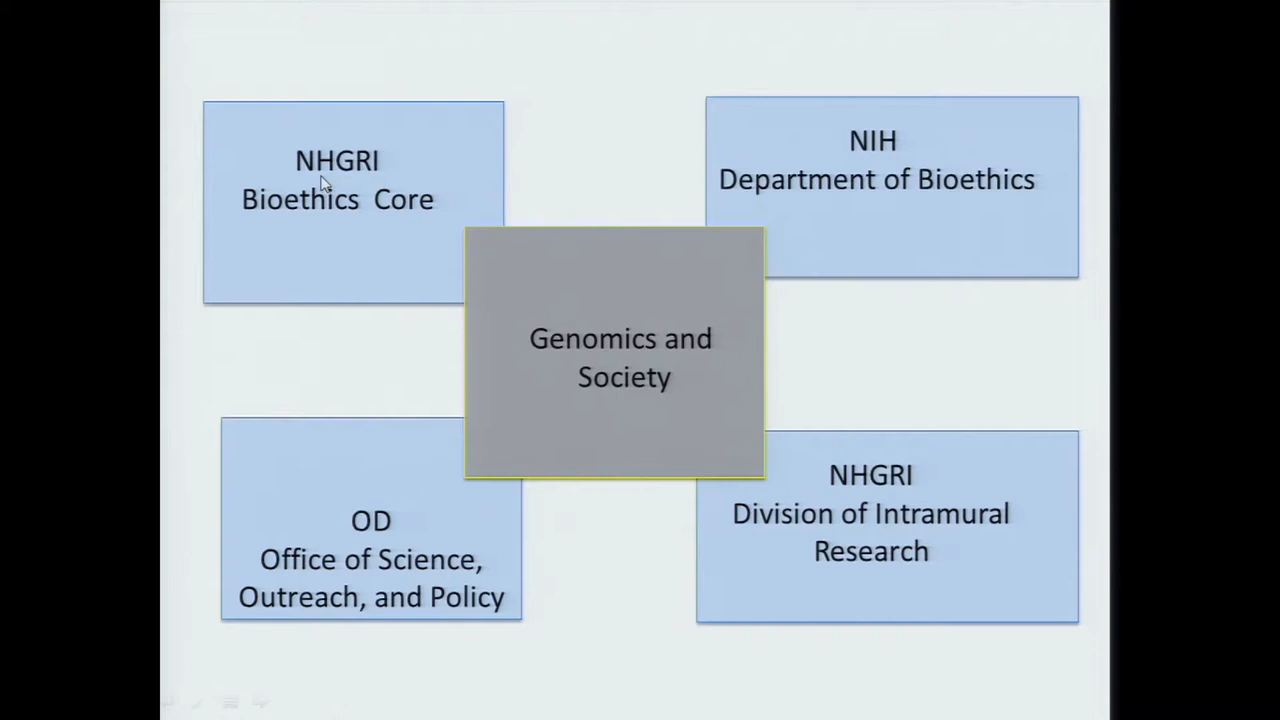 NHGRI
Bioethics Core
NIH
Department of Bioethics
Genomics and
Society
OD
Office of Science,
Outreach, and Policy
NHGRI
Division of Intramural
Research